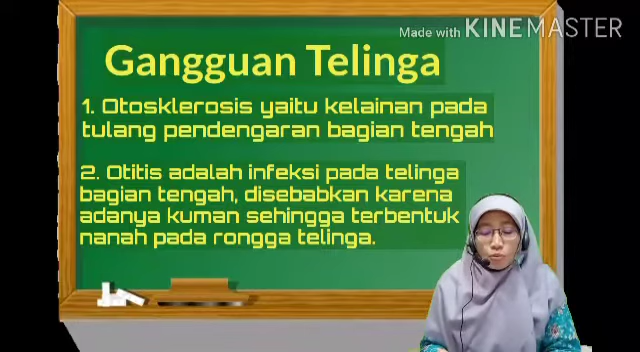 Made with KINEMASTER
Gangguan Telinga
1. Otosklerosis yaitu kelainan pada
tulang pendengaran bagian tengah
2. Otitis adalah infeksi pada telinga
bagian tengah, disebabkan karena
adanya kuman sehingga terbentuk
nanah pada rongga telinga.